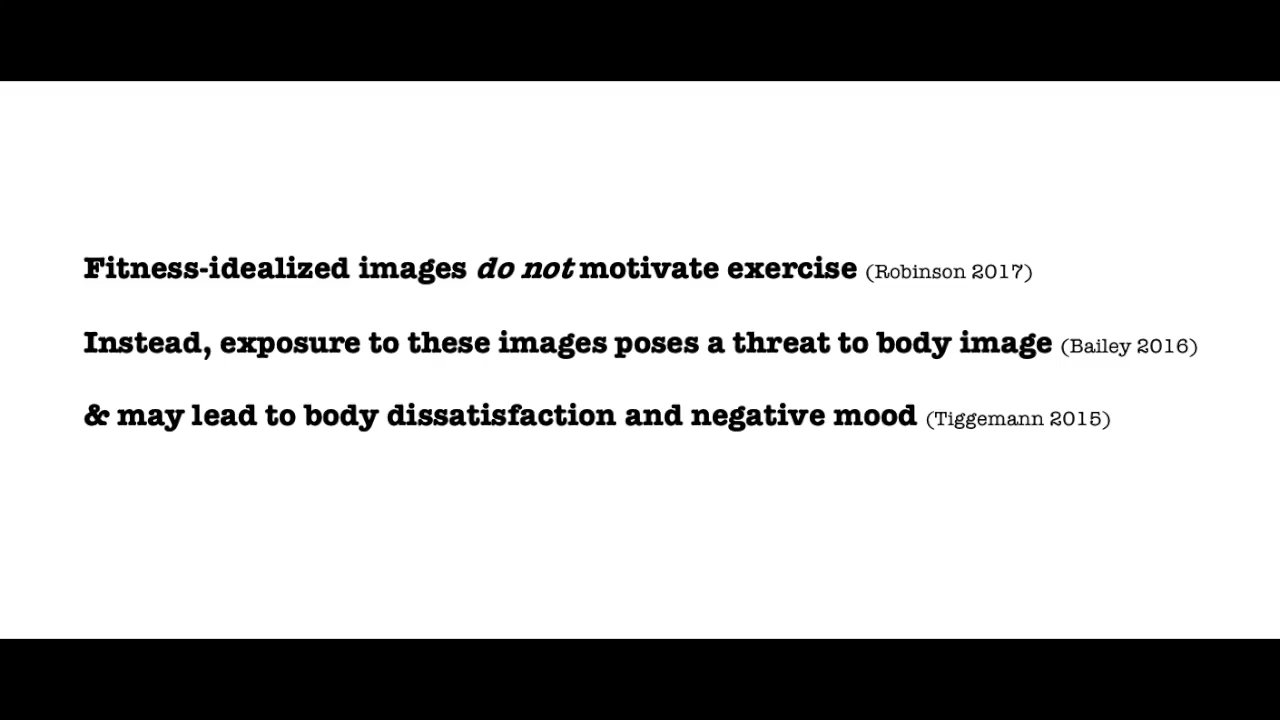 Fitness-idealized images do not motivate exercise (Robinson 2017)
Instead, exposure to these images poses a threat to body image (Bailey 2016)
& may lead to body dissatisfaction and negative mood (Tiggemann 2015)